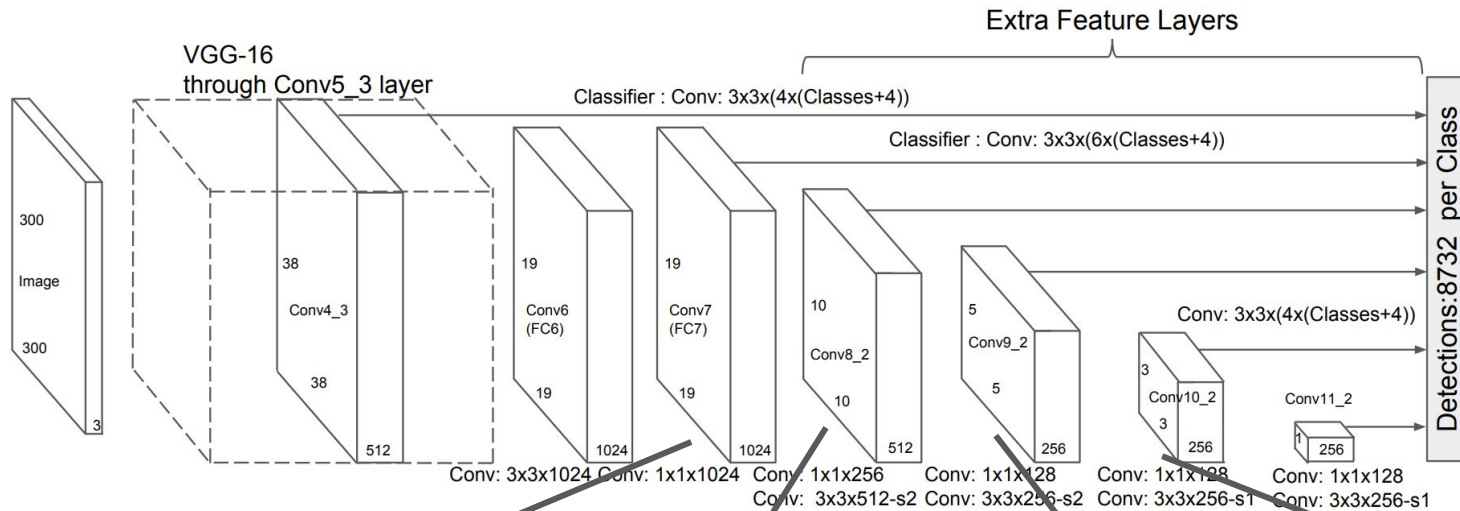 Extra Feature Layers
VGG-16
through Conv5_3 layer
Classifier : Conv: 3x3x(4x(Classes+4))
Classifier : Conv: 3x3x(6x(Classes+4))
Conv: 3x3x(4x(Classes+4))
300
Image
300
3
38
Conv4_3
38
512
19
Conv6
(FC6)
19
1024
19
Conv7
(FC7)
19
1024
10
Conv8_2
10
512
5
Conv9_2
5
256
3
Conv10_2
3
256
Conv11_2
1
256
Detections:8732 per Class
Conv: 3x3x1024
Conv: 1x1x1024
Conv: 1x1x256
Conv: 3x3x512-s2
Conv: 1x1x128
Conv: 3x3x256-s2
Conv: 1x1x128
Conv: 3x3x256-s1
Conv: 1x1x128
Conv: 3x3x256-s1